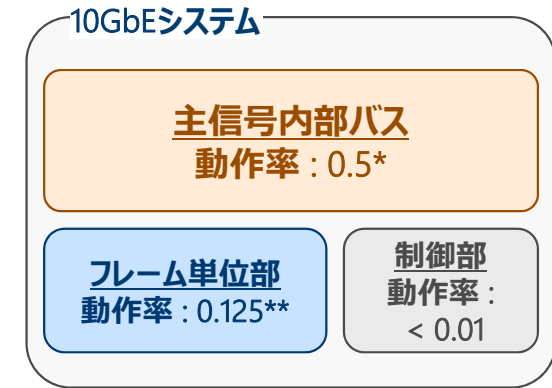 10GbEシステム
主信号内部バス
動作率 : 0.5*
フレーム単位部
動作率 : 0.125**
制御部
動作率 :
< 0.01